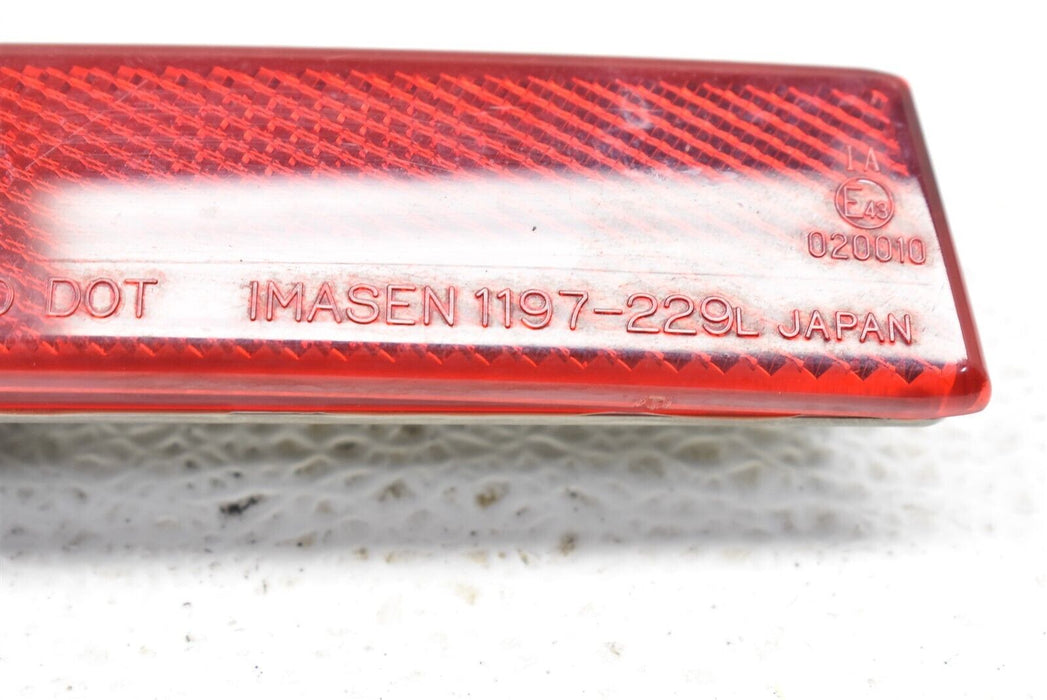 IA
E43
020010
DOT IMASEN 1197-229L JAPAN